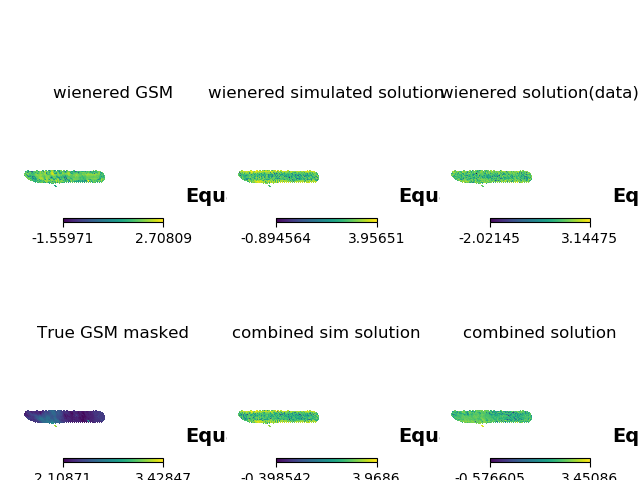 wienered GSM
wienered simulated solution
wienered solution(data)
Equ
Equ
Eq
-1.55971 2.70809
-0.894564 3.95651
-2.02145 3.14475
True GSM masked
combined sim solution
combined solution
Equ
Equ
Eq
2.10871 3.42847
-0.398542 3.9686
-0.576605 3.45086